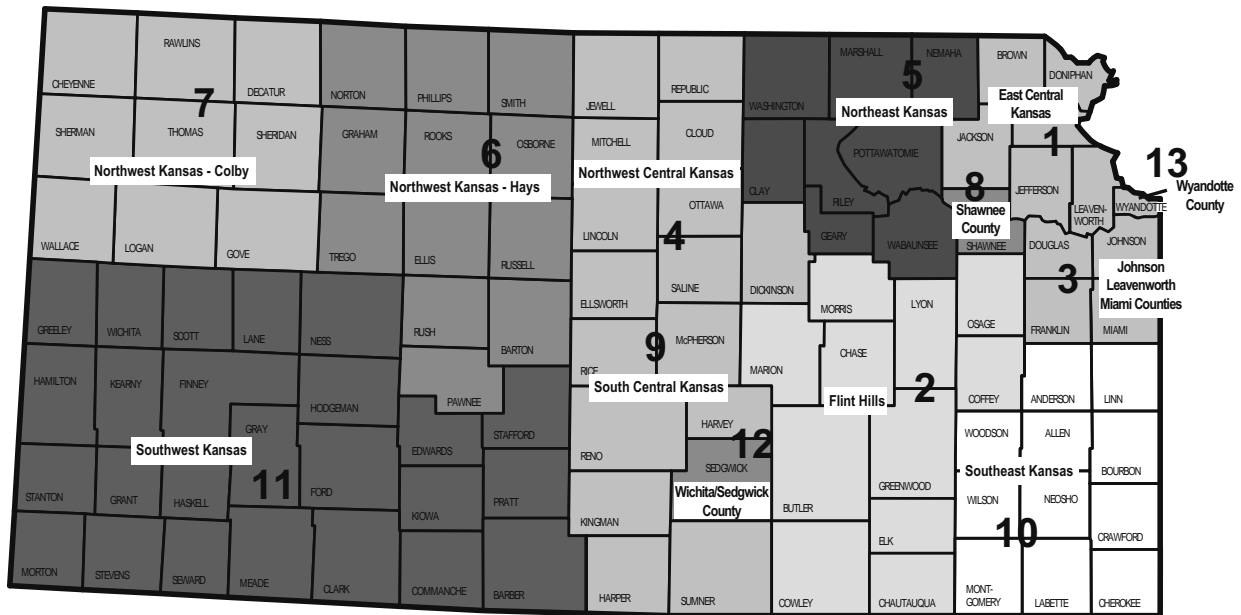 RAWLINS
CHEYENNE
DECATUR
NORTON
PHILLIPS
SMITH
JEWELL
REPUBLIC
WASHINGTON
MARSHALL
NEMAHA
BROWN
DONIPHAN
7
5
Northeast Kansas
East Central
Kansas
SHERMAN
THOMAS
SHERIDAN
GRAHAM
ROOKS
OSBORNE
6
MITCHELL
CLOUD
CLAY
POTTAWATOMIE
RILEY
JACKSON
1
13
Wyandotte
County
Northwest Kansas - Colby
Northwest Kansas - Hays
Northwest Central Kansas
8
Shawnee
County
JEFFERSON
LEAVEN-
WORTH
WYANDOTTE
WALLACE
LOGAN
GOVE
TREGO
ELLIS
RUSSELL
LINCOLN
OTTAWA
4
GEARY
WABAUNSEE
SHAWNEE
DOUGLAS
JOHNSON
3
Johnson
Leavenworth
Miami Counties
ELLSWORTH
SALINE
DICKINSON
MORRIS
LYON
OSAGE
FRANKLIN
MIAMI
GREELEY
WICHITA
SCOTT
LANE
NESS
RUSH
BARTON
RICE
McPHERSON
9
MARION
CHASE
South Central Kansas
Flint Hills
2
HAMILTON
KEARNY
FINNEY
HODGEMAN
PAWNEE
STAFFORD
COFFEY
ANDERSON
LINN
GRAY
EDWARDS
RENO
HARVEY
12
SEDGWICK
Wichita/Sedgwick
County
WOODSON
ALLEN
BOURBON
Southwest Kansas
11
Southeast Kansas
STANTON
GRANT
HASKELL
FORD
KIOWA
PRATT
KINGMAN
BUTLER
GREENWOOD
WILSON
NEOSHO
10
ELK
CRAWFORD
MORTON
STEVENS
SEWARD
MEADE
CLARK
COMMANCHE
BARBER
HARPER
SUMNER
COWLEY
CHAUTAUQUA
MONT-
GOMERY
LABETTE
CHEROKEE